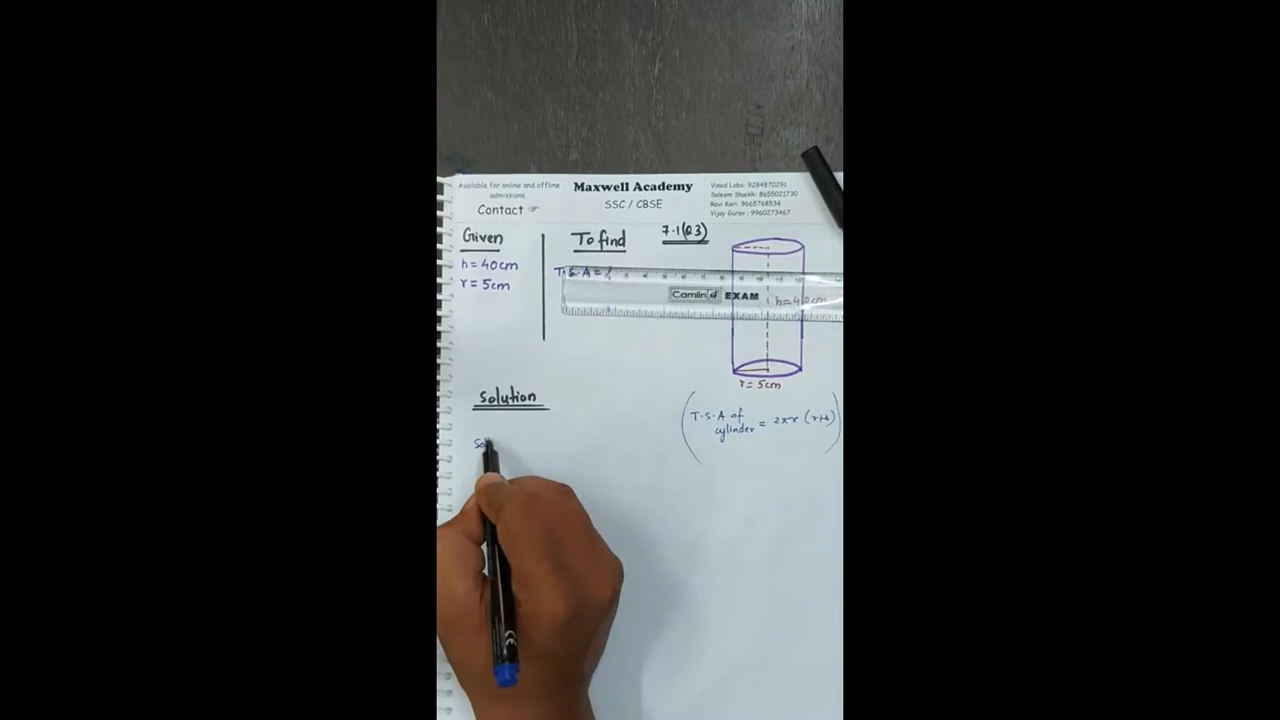 Available for online and offline
admissions.
Contact ☞
Maxwell Academy
SSC / CBSE
Vinod Lobo: 9284870291
Saleem Shaikh: 8655021730
Ravi Kori: 9665768534
Vijay Gurav : 9960273467
Given
h = 40cm
r = 5cm
To find
T.S.A = ?
7.1(Q3)
Camlin EXAM
h=40cm
r = 5cm
Solution
T.S.A of
cylinder = 2πr (r+h)